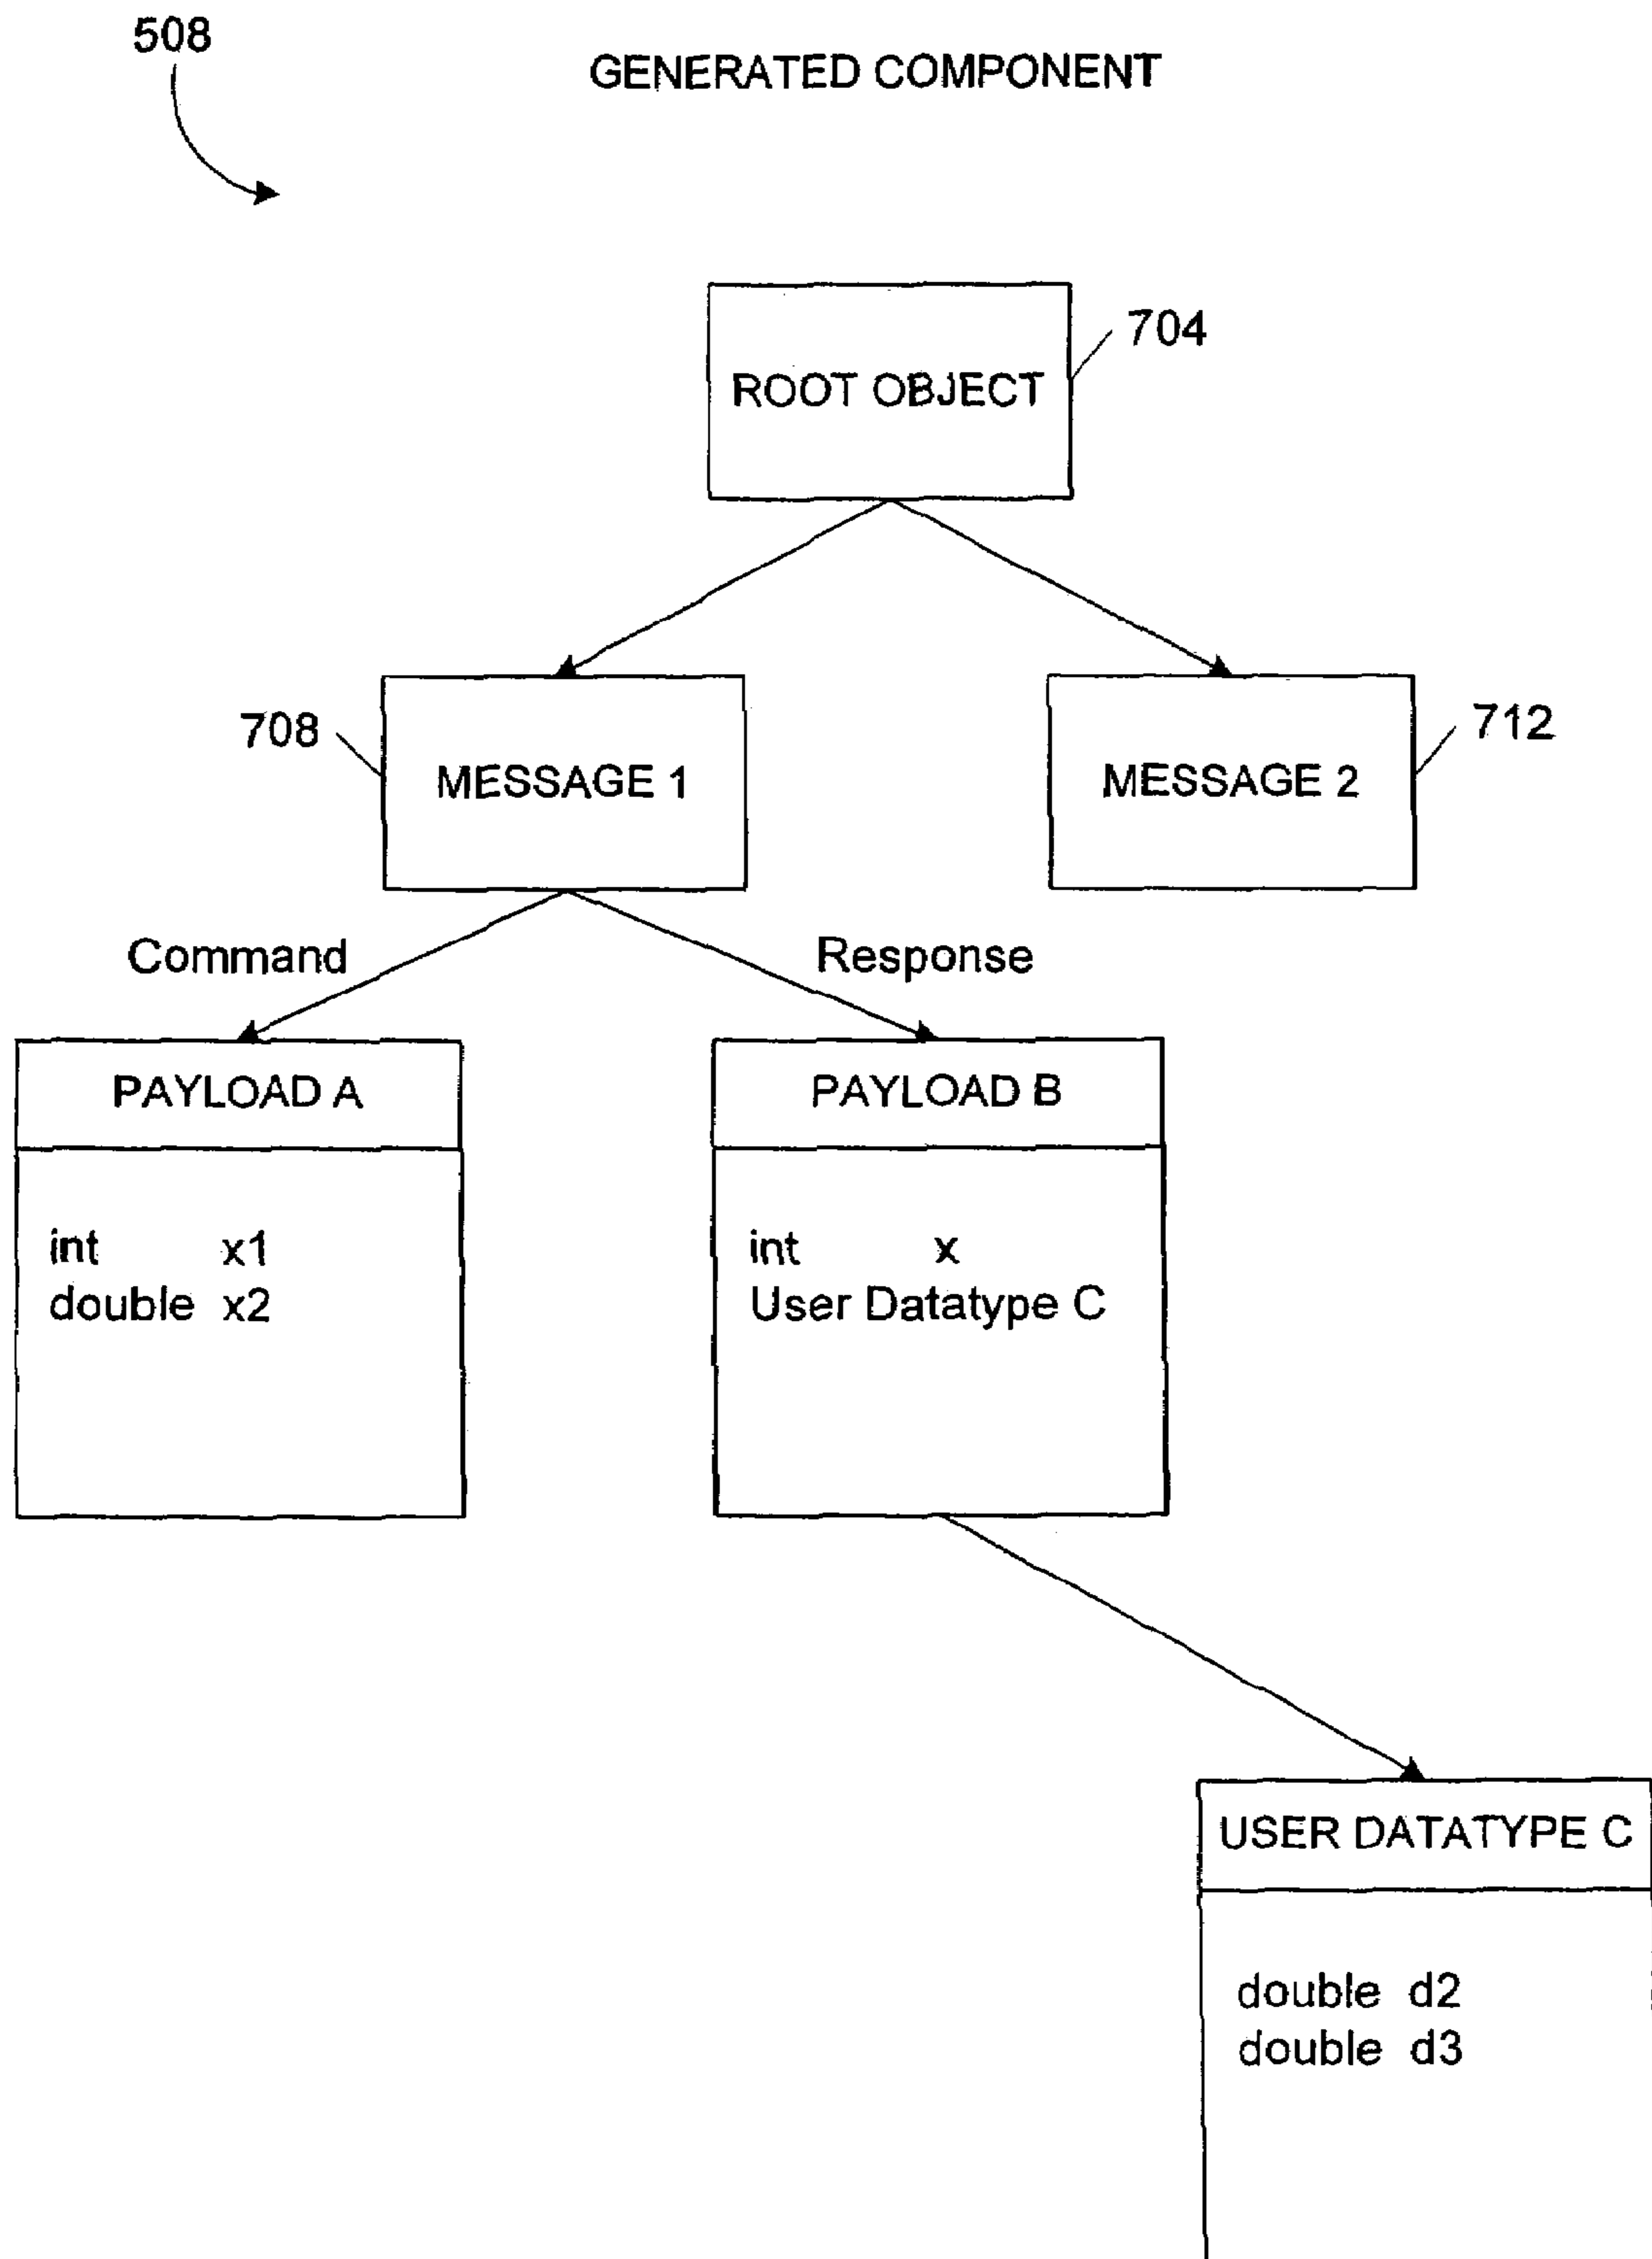 508
GENERATED COMPONENT
ROOT OBJECT
704
708
MESSAGE 1
MESSAGE 2
712
Command
Response
PAYLOAD A
PAYLOAD B
int x1
double x2
int x
User Datatype C
USER DATATYPE C
double d2
double d3